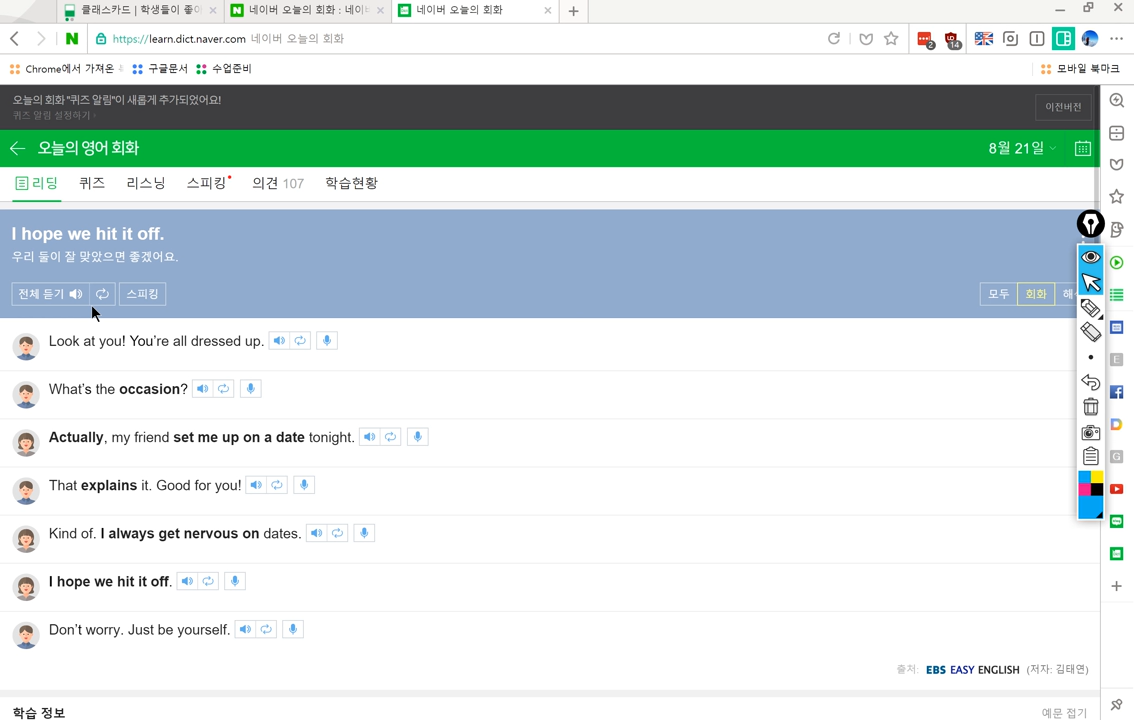 클래스카드 | 학생들이 좋아
네이버 오늘의 회화 : 네이버
네이버 오늘의 회화
https://learn.dict.naver.com 네이버 오늘의 회화
2
14
Chrome에서 가져온
구글문서
수업준비
모바일 북마크
오늘의 회화 "퀴즈 알림"이 새롭게 추가되었어요!
퀴즈 알림 설정하기 ›
이전버전
오늘의 영어 회화
8월 21일
리딩
퀴즈
리스닝
스피킹
의견 107
학습현황
I hope we hit it off.
우리 둘이 잘 맞았으면 좋겠어요.
전체 듣기
스피킹
모두
회화
해
Look at you! You're all dressed up.
What's the occasion?
Actually, my friend set me up on a date tonight.
That explains it. Good for you!
Kind of. I always get nervous on dates.
I hope we hit it off.
Don't worry. Just be yourself.
출처: EBS EASY ENGLISH (저자: 김태연)
학습 정보
예문 접기